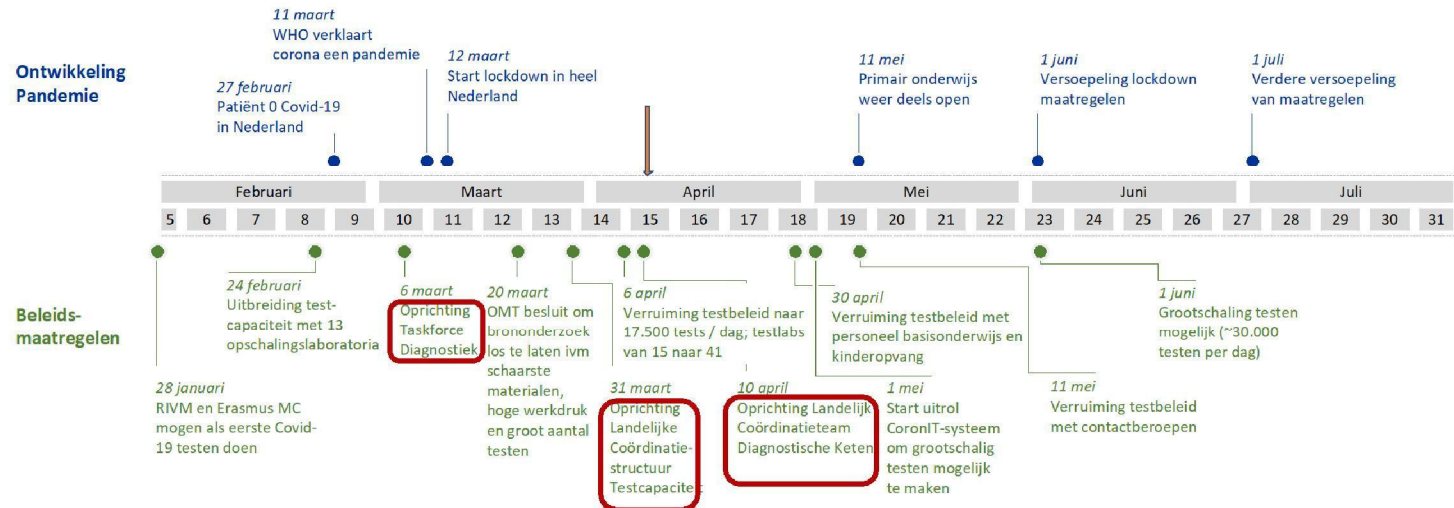 Ontwikkeling
Pandemie
27 februari
Patiënt 0 Covid-19
in Nederland
11 maart
WHO verklaart
corona een pandemie
12 maart
Start lockdown in heel
Nederland
11 mei
Primair onderwijs
weer deels open
1 juni
Versoepeling lockdown
maatregelen
1 juli
Verdere versoepeling
van maatregelen
Februari Maart April Mei Juni Juli
5 6 7 8 9 10 11 12 13 14 15 16 17 18 19 20 21 22 23 24 25 26 27 28 29 30 31
Beleids-
maatregelen
28 januari
RIVM en Erasmus MC
mogen als eerste Covid-
19 testen doen
24 februari
Uitbreiding test-
capaciteit met 13
opschalingslaboratoria
6 maart
Oprichting
Taskforce
Diagnostiek
20 maart
OMT besluit om
brononderzoek
los te laten ivm
schaarste
materialen,
hoge werkdruk
en groot aantal
testen
31 maart
Oprichting
Landelijke
Coördinatie-
structuur
Testcapaciteit
6 april
Verruiming testbeleid naar
17.500 tests / dag; testlabs
van 15 naar 41
10 april
Oprichting Landelijk
Coördinatieteam
Diagnostische Keten
30 april
Verruiming testbeleid met
personeel basisonderwijs en
kinderopvang
1 mei
Start uitrol
CoronIT-systeem
om grootschalig
testen mogelijk
te maken
11 mei
Verruiming testbeleid
met contactberoepen
1 juni
Grootschaling testen
mogelijk (~30.000
testen per dag)